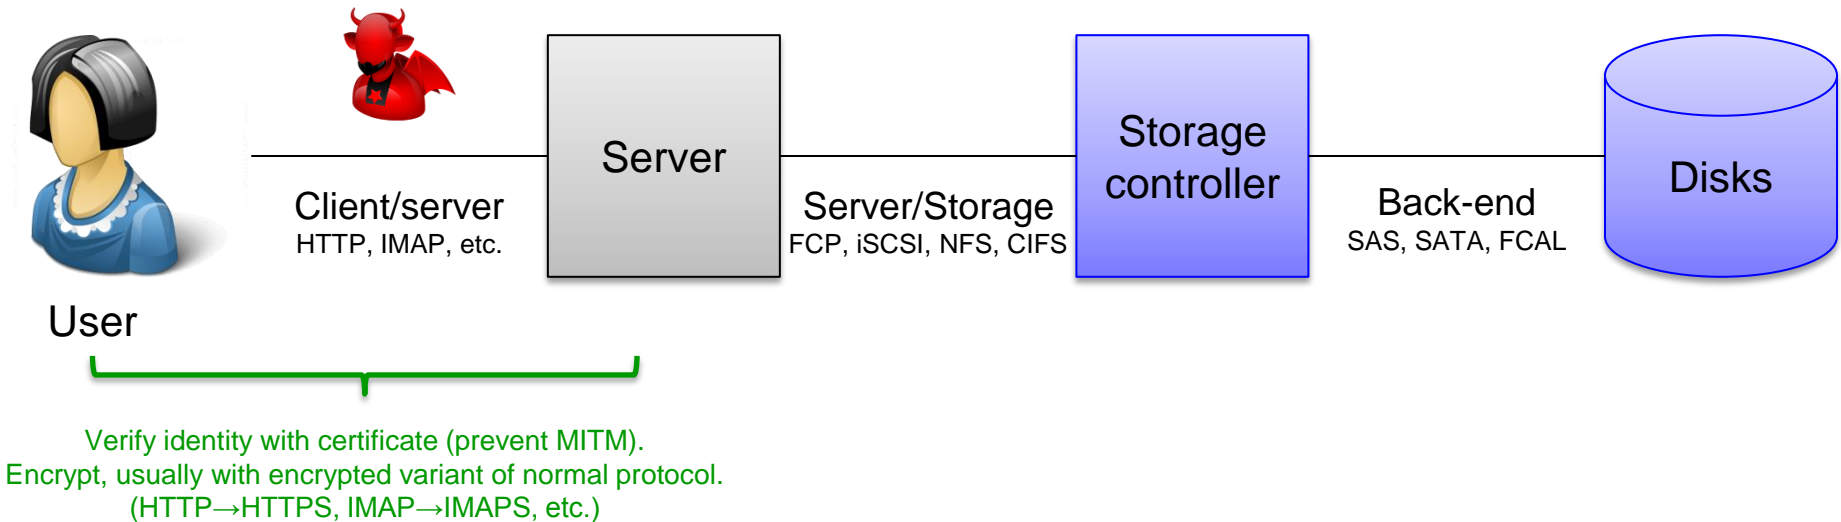 User
Client/server
HTTP, IMAP, etc.
Server
Server/Storage
FCP, iSCSI, NFS, CIFS
Storage
controller
Back-end
SAS, SATA, FCAL
Disks
Verify identity with certificate (prevent MITM).
Encrypt, usually with encrypted variant of normal protocol.
(HTTP→HTTPS, IMAP→IMAPS, etc.)